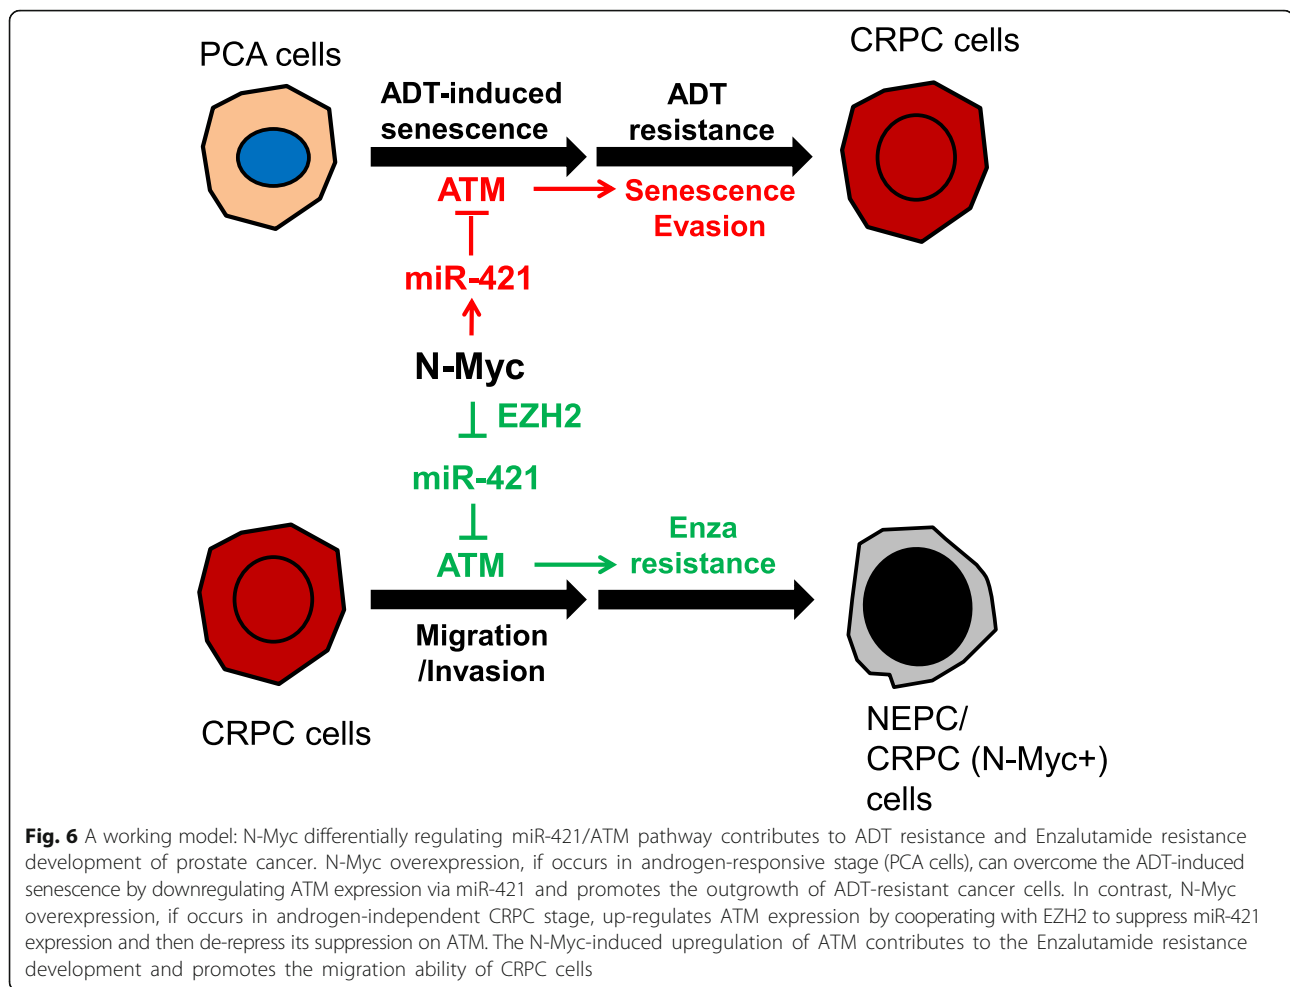 PCA cells
CRPC cells
ADT-induced
senescence
ADT
resistance
ATM
Senescence
Evasion
miR-421
N-Myc
EZH2
miR-421
ATM
Enza
resistance
Migration
/Invasion
CRPC cells
NEPC/
CRPC (N-Myc+)
cells
Fig. 6 A working model: N-Myc differentially regulating miR-421/ATM pathway contributes to ADT resistance and Enzalutamide resistance
development of prostate cancer. N-Myc overexpression, if occurs in androgen-responsive stage (PCA cells), can overcome the ADT-induced
senescence by downregulating ATM expression via miR-421 and promotes the outgrowth of ADT-resistant cancer cells. In contrast, N-Myc
overexpression, if occurs in androgen-independent CRPC stage, up-regulates ATM expression by cooperating with EZH2 to suppress miR-421
expression and then de-repress its suppression on ATM. The N-Myc-induced upregulation of ATM contributes to the Enzalutamide resistance
development and promotes the migration ability of CRPC cells